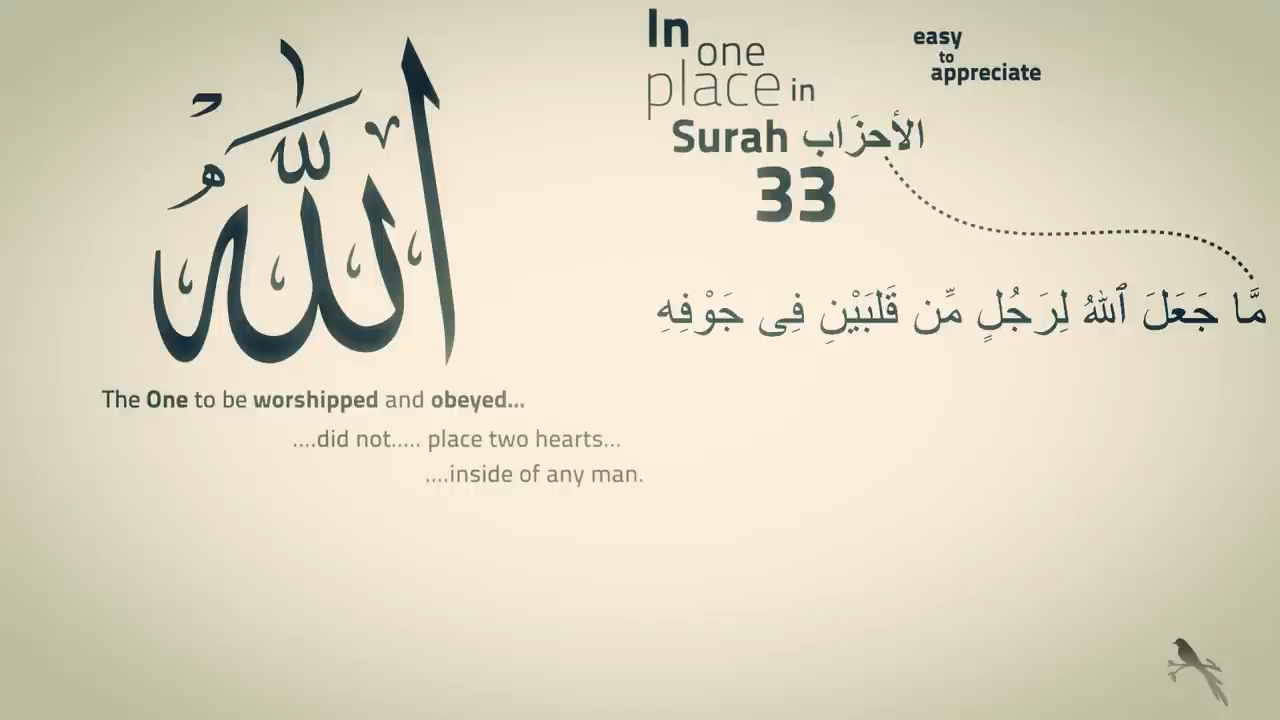 الله
The One to be worshipped and obeyed...
....did not..... place two hearts...
....inside of any man.
In
one
place in
Surah الأحزَاب
33
easy
to
appreciate
مَّا جَعَلَ ٱللهُ لِرَجُلٍ مِّن قَلْبَيْنِ فِى جَوْفِهِ